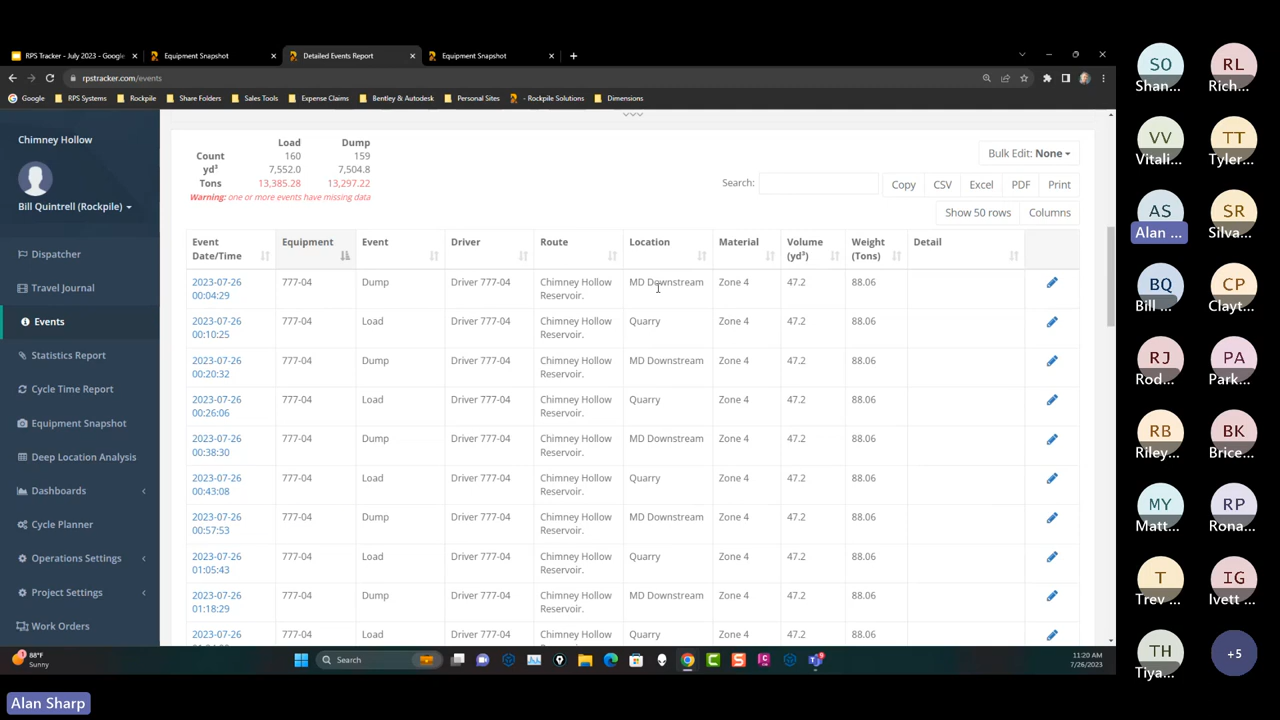 RPS Tracker - July 2023 - Google
Equipment Snapshot
Detailed Events Report
Equipment Snapshot
rpstracker.com/events
Google
RPS Systems
Rockpile
Share Folders
Sales Tools
Expense Claims
Bentley & Autodesk
Personal Sites
- Rockpile Solutions
Dimensions
Chimney Hollow
Bill Quintrell (Rockpile)
Dispatcher
Travel Journal
Events
Statistics Report
Cycle Time Report
Equipment Snapshot
Deep Location Analysis
Dashboards
Cycle Planner
Operations Settings
Project Settings
Work Orders
Load Dump
Count 160 159
yd³ 7,552.0 7,504.8
Tons 13,385.28 13,297.22
Warning: one or more events have missing data
Bulk Edit: None
Search:
Copy CSV Excel PDF Print
Show 50 rows Columns
Event Equipment Event Driver Route Location Material Volume Weight Detail
Date/Time (yd³) (Tons)
2023-07-26 777-04 Dump Driver 777-04 Chimney Hollow MD Downstream Zone 4 47.2 88.06
00:04:29 Reservoir.
2023-07-26 777-04 Load Driver 777-04 Chimney Hollow Quarry Zone 4 47.2 88.06
00:10:25 Reservoir.
2023-07-26 777-04 Dump Driver 777-04 Chimney Hollow MD Downstream Zone 4 47.2 88.06
00:20:32 Reservoir.
2023-07-26 777-04 Load Driver 777-04 Chimney Hollow Quarry Zone 4 47.2 88.06
00:26:06 Reservoir.
2023-07-26 777-04 Dump Driver 777-04 Chimney Hollow MD Downstream Zone 4 47.2 88.06
00:38:30 Reservoir.
2023-07-26 777-04 Load Driver 777-04 Chimney Hollow Quarry Zone 4 47.2 88.06
00:43:08 Reservoir.
2023-07-26 777-04 Dump Driver 777-04 Chimney Hollow MD Downstream Zone 4 47.2 88.06
00:57:53 Reservoir.
2023-07-26 777-04 Load Driver 777-04 Chimney Hollow Quarry Zone 4 47.2 88.06
01:05:43 Reservoir.
2023-07-26 777-04 Dump Driver 777-04 Chimney Hollow MD Downstream Zone 4 47.2 88.06
01:18:29 Reservoir.
2023-07-26 777-04 Load Driver 777-04 Chimney Hollow Quarry Zone 4 47.2 88.06
88°F
Sunny
Search
11:20 AM
7/26/2023
Alan Sharp
SO RL
Shan... Rich...
VV TT
Vitali... Tyler...
AS SR
Alan ... Silva...
BQ CP
Bill ... Clayt...
RJ PA
Rod... Park...
RB BK
Riley... Brice...
MY RP
Matt... Rona...
T IG
Trev ... Ivett ...
TH +5
Tiya...